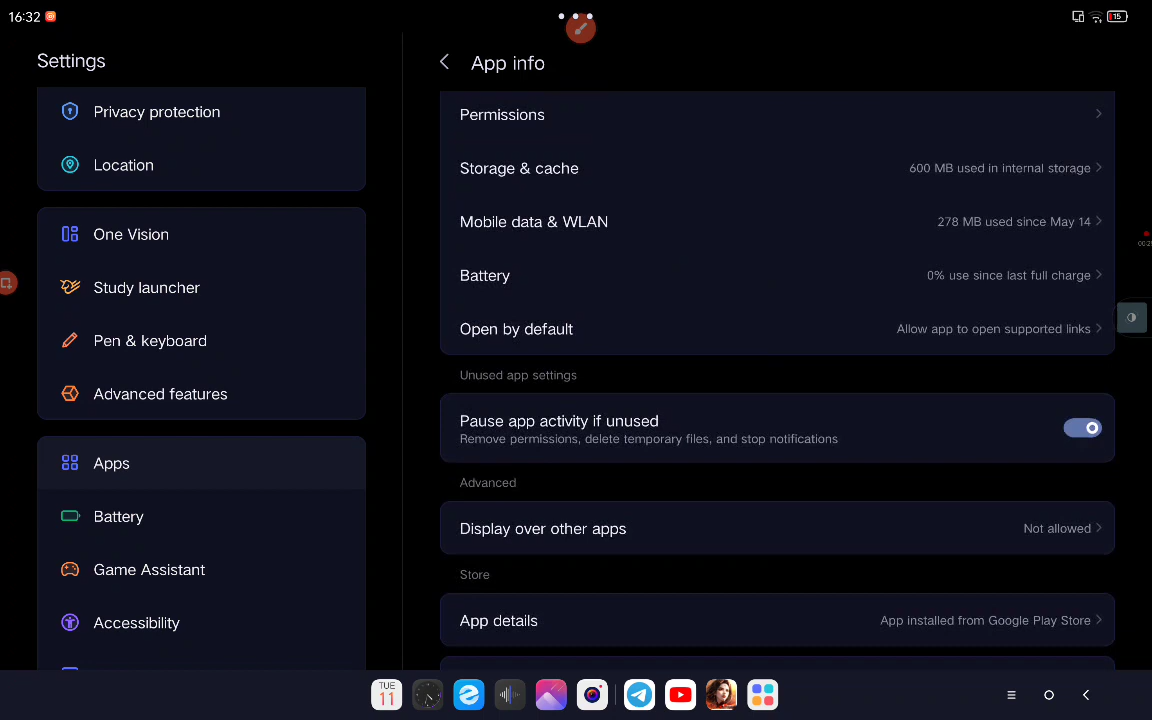 16:32
15
Settings
Privacy protection
Location
One Vision
Study launcher
Pen & keyboard
Advanced features
Apps
Battery
Game Assistant
Accessibility
App info
Permissions
Storage & cache
600 MB used in internal storage
Mobile data & WLAN
278 MB used since May 14
Battery
0% use since last full charge
Open by default
Allow app to open supported links
Unused app settings
Pause app activity if unused
Remove permissions, delete temporary files, and stop notifications
Advanced
Display over other apps
Not allowed
Store
App details
App installed from Google Play Store
TUE
11